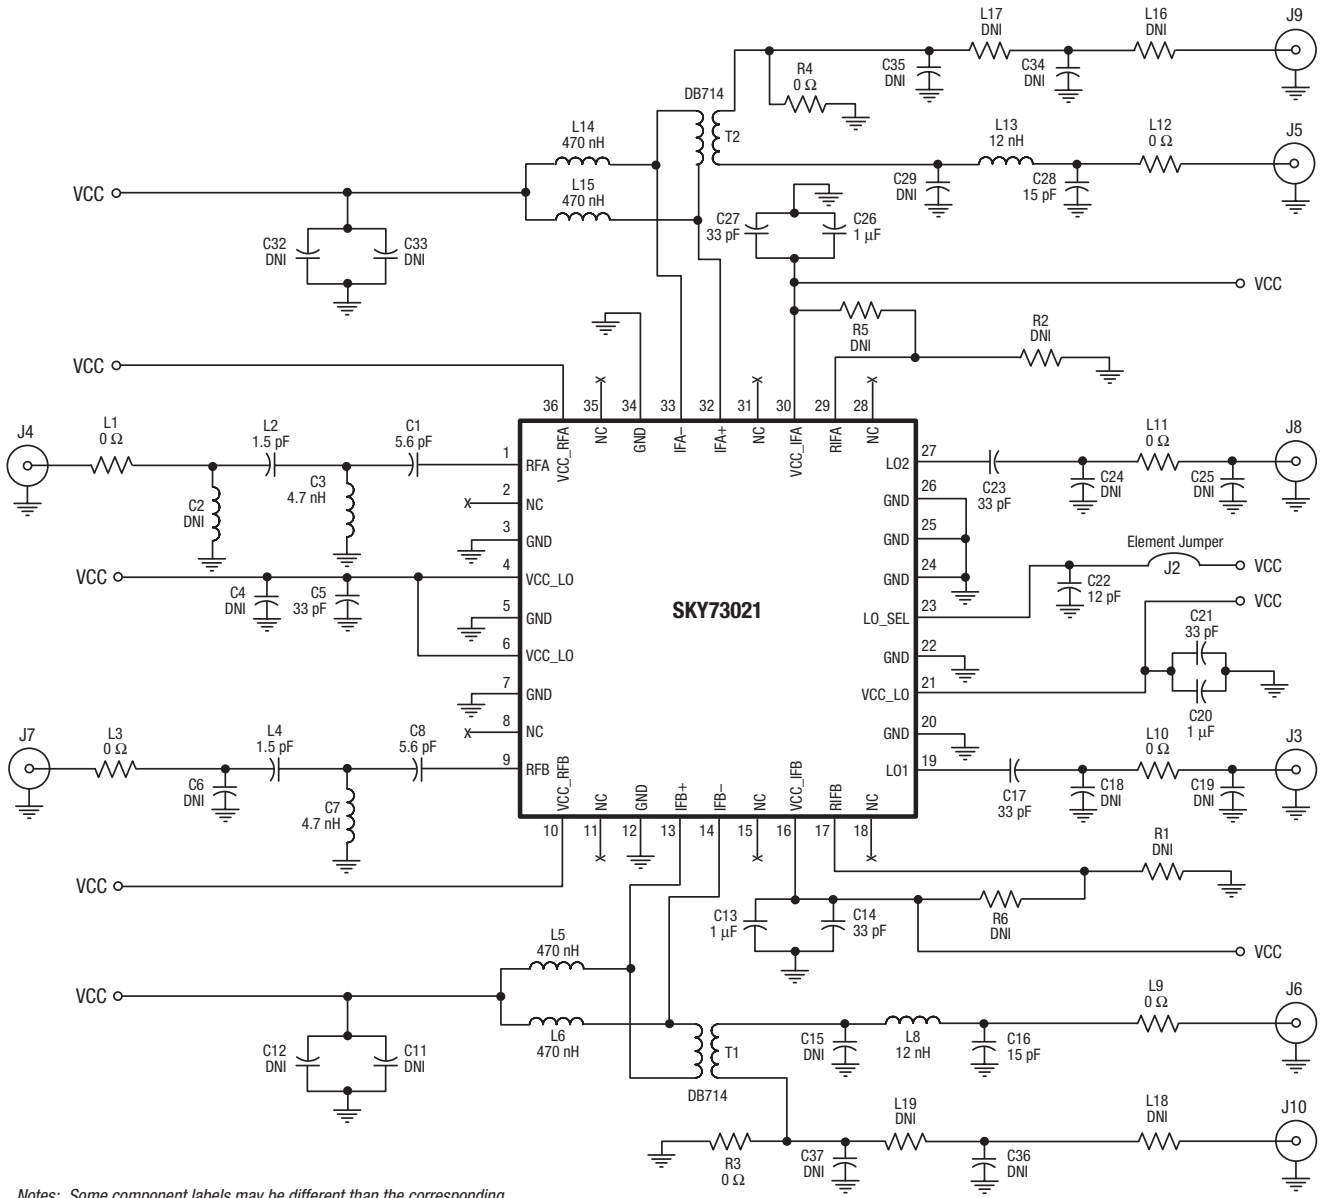 L17
DNI
L16
DNI
J9
C35
DNI
C34
DNI
R4
0 Ω
DB714
T2
L14
470 nH
L15
470 nH
L13
12 nH
L12
0 Ω
J5
C29
DNI
C28
15 pF
VCC
C32
DNI
C33
DNI
C27
33 pF
C26
1 µF
VCC
R5
DNI
R2
DNI
VCC
36
35
34
33
32
31
30
29
28
VCC_RFA
NC
GND
IFA–
IFA+
NC
VCC_IFA
RIFA
NC
J4
L1
0 Ω
L2
1.5 pF
C1
5.6 pF
C2
DNI
C3
4.7 nH
1
RFA
2
NC
X
3
GND
4
VCC_LO
5
GND
6
VCC_LO
7
GND
8
NC
X
9
RFB
VCC
C4
DNI
C5
33 pF
SKY73021
27
LO2
26
GND
25
GND
24
GND
23
LO_SEL
22
GND
21
VCC_LO
20
GND
19
LO1
C23
33 pF
C24
DNI
L11
0 Ω
C25
DNI
J8
Element Jumper
J2
VCC
C22
12 pF
VCC
C21
33 pF
C20
1 µF
J7
L3
0 Ω
L4
1.5 pF
C8
5.6 pF
C6
DNI
C7
4.7 nH
C17
33 pF
C18
DNI
L10
0 Ω
C19
DNI
J3
VCC_RFB
NC
GND
IFB+
IFB–
NC
VCC_IFB
RIFB
NC
10
11
12
13
14
15
16
17
18
VCC
R1
DNI
C13
1 µF
C14
33 pF
R6
DNI
VCC
L5
470 nH
L6
470 nH
VCC
C12
DNI
C11
DNI
T1
DB714
C15
DNI
L8
12 nH
C16
15 pF
L9
0 Ω
J6
R3
0 Ω
C37
DNI
L19
DNI
C36
DNI
L18
DNI
J10
Notes: Some component labels may be different than the corresponding